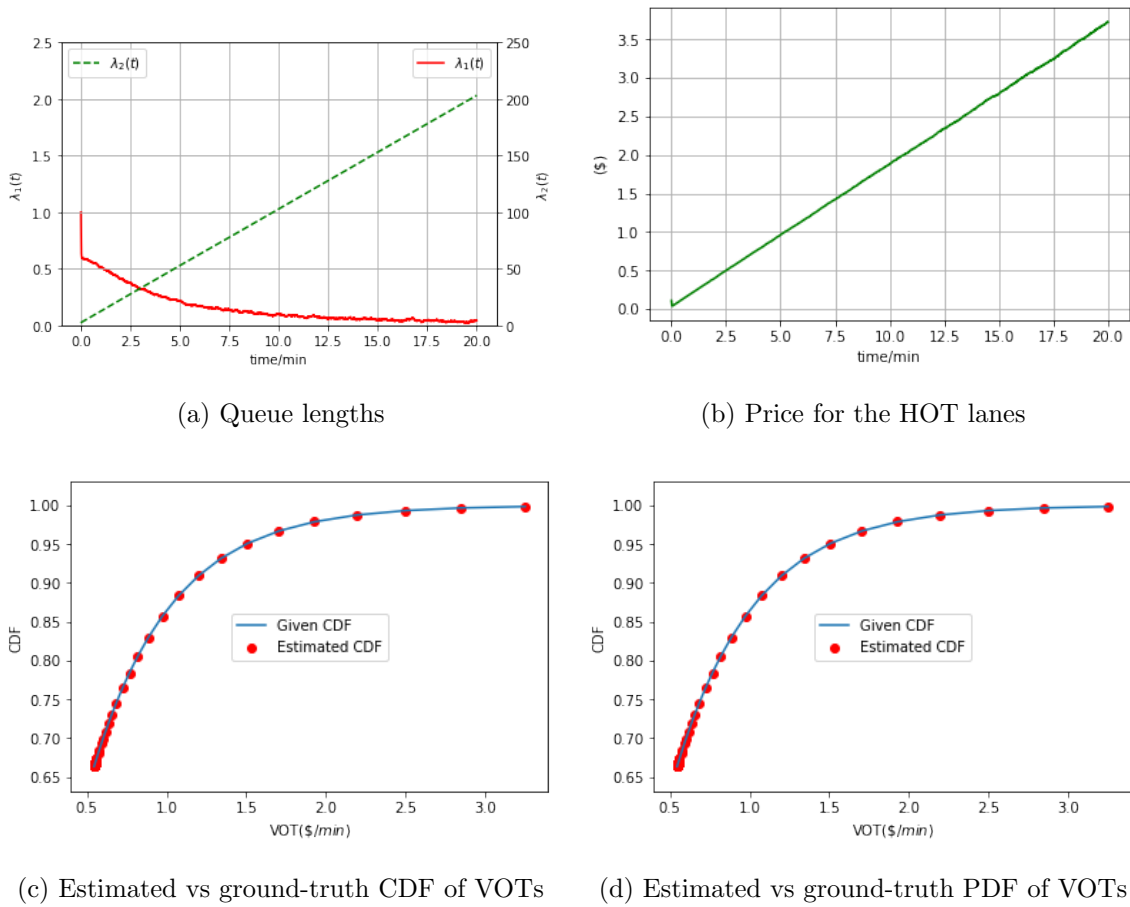 2.5
2.0
1.5
1.0
0.5
0.0
λ₁(t)
λ₂(t)
λ₁(t)
250
200
150
100
50
0
λ₂(t)
0.0 2.5 5.0 7.5 10.0 12.5 15.0 17.5 20.0
time/min
(a) Queue lengths
3.5
3.0
2.5
2.0
1.5
1.0
0.5
0.0
($)
0.0 2.5 5.0 7.5 10.0 12.5 15.0 17.5 20.0
time/min
(b) Price for the HOT lanes
1.00
0.95
0.90
0.85
0.80
0.75
0.70
0.65
CDF
Given CDF
Estimated CDF
0.5 1.0 1.5 2.0 2.5 3.0
VOT($/min)
(c) Estimated vs ground-truth CDF of VOTs
1.00
0.95
0.90
0.85
0.80
0.75
0.70
0.65
CDF
Given CDF
Estimated CDF
0.5 1.0 1.5 2.0 2.5 3.0
VOT($/min)
(d) Estimated vs ground-truth PDF of VOTs